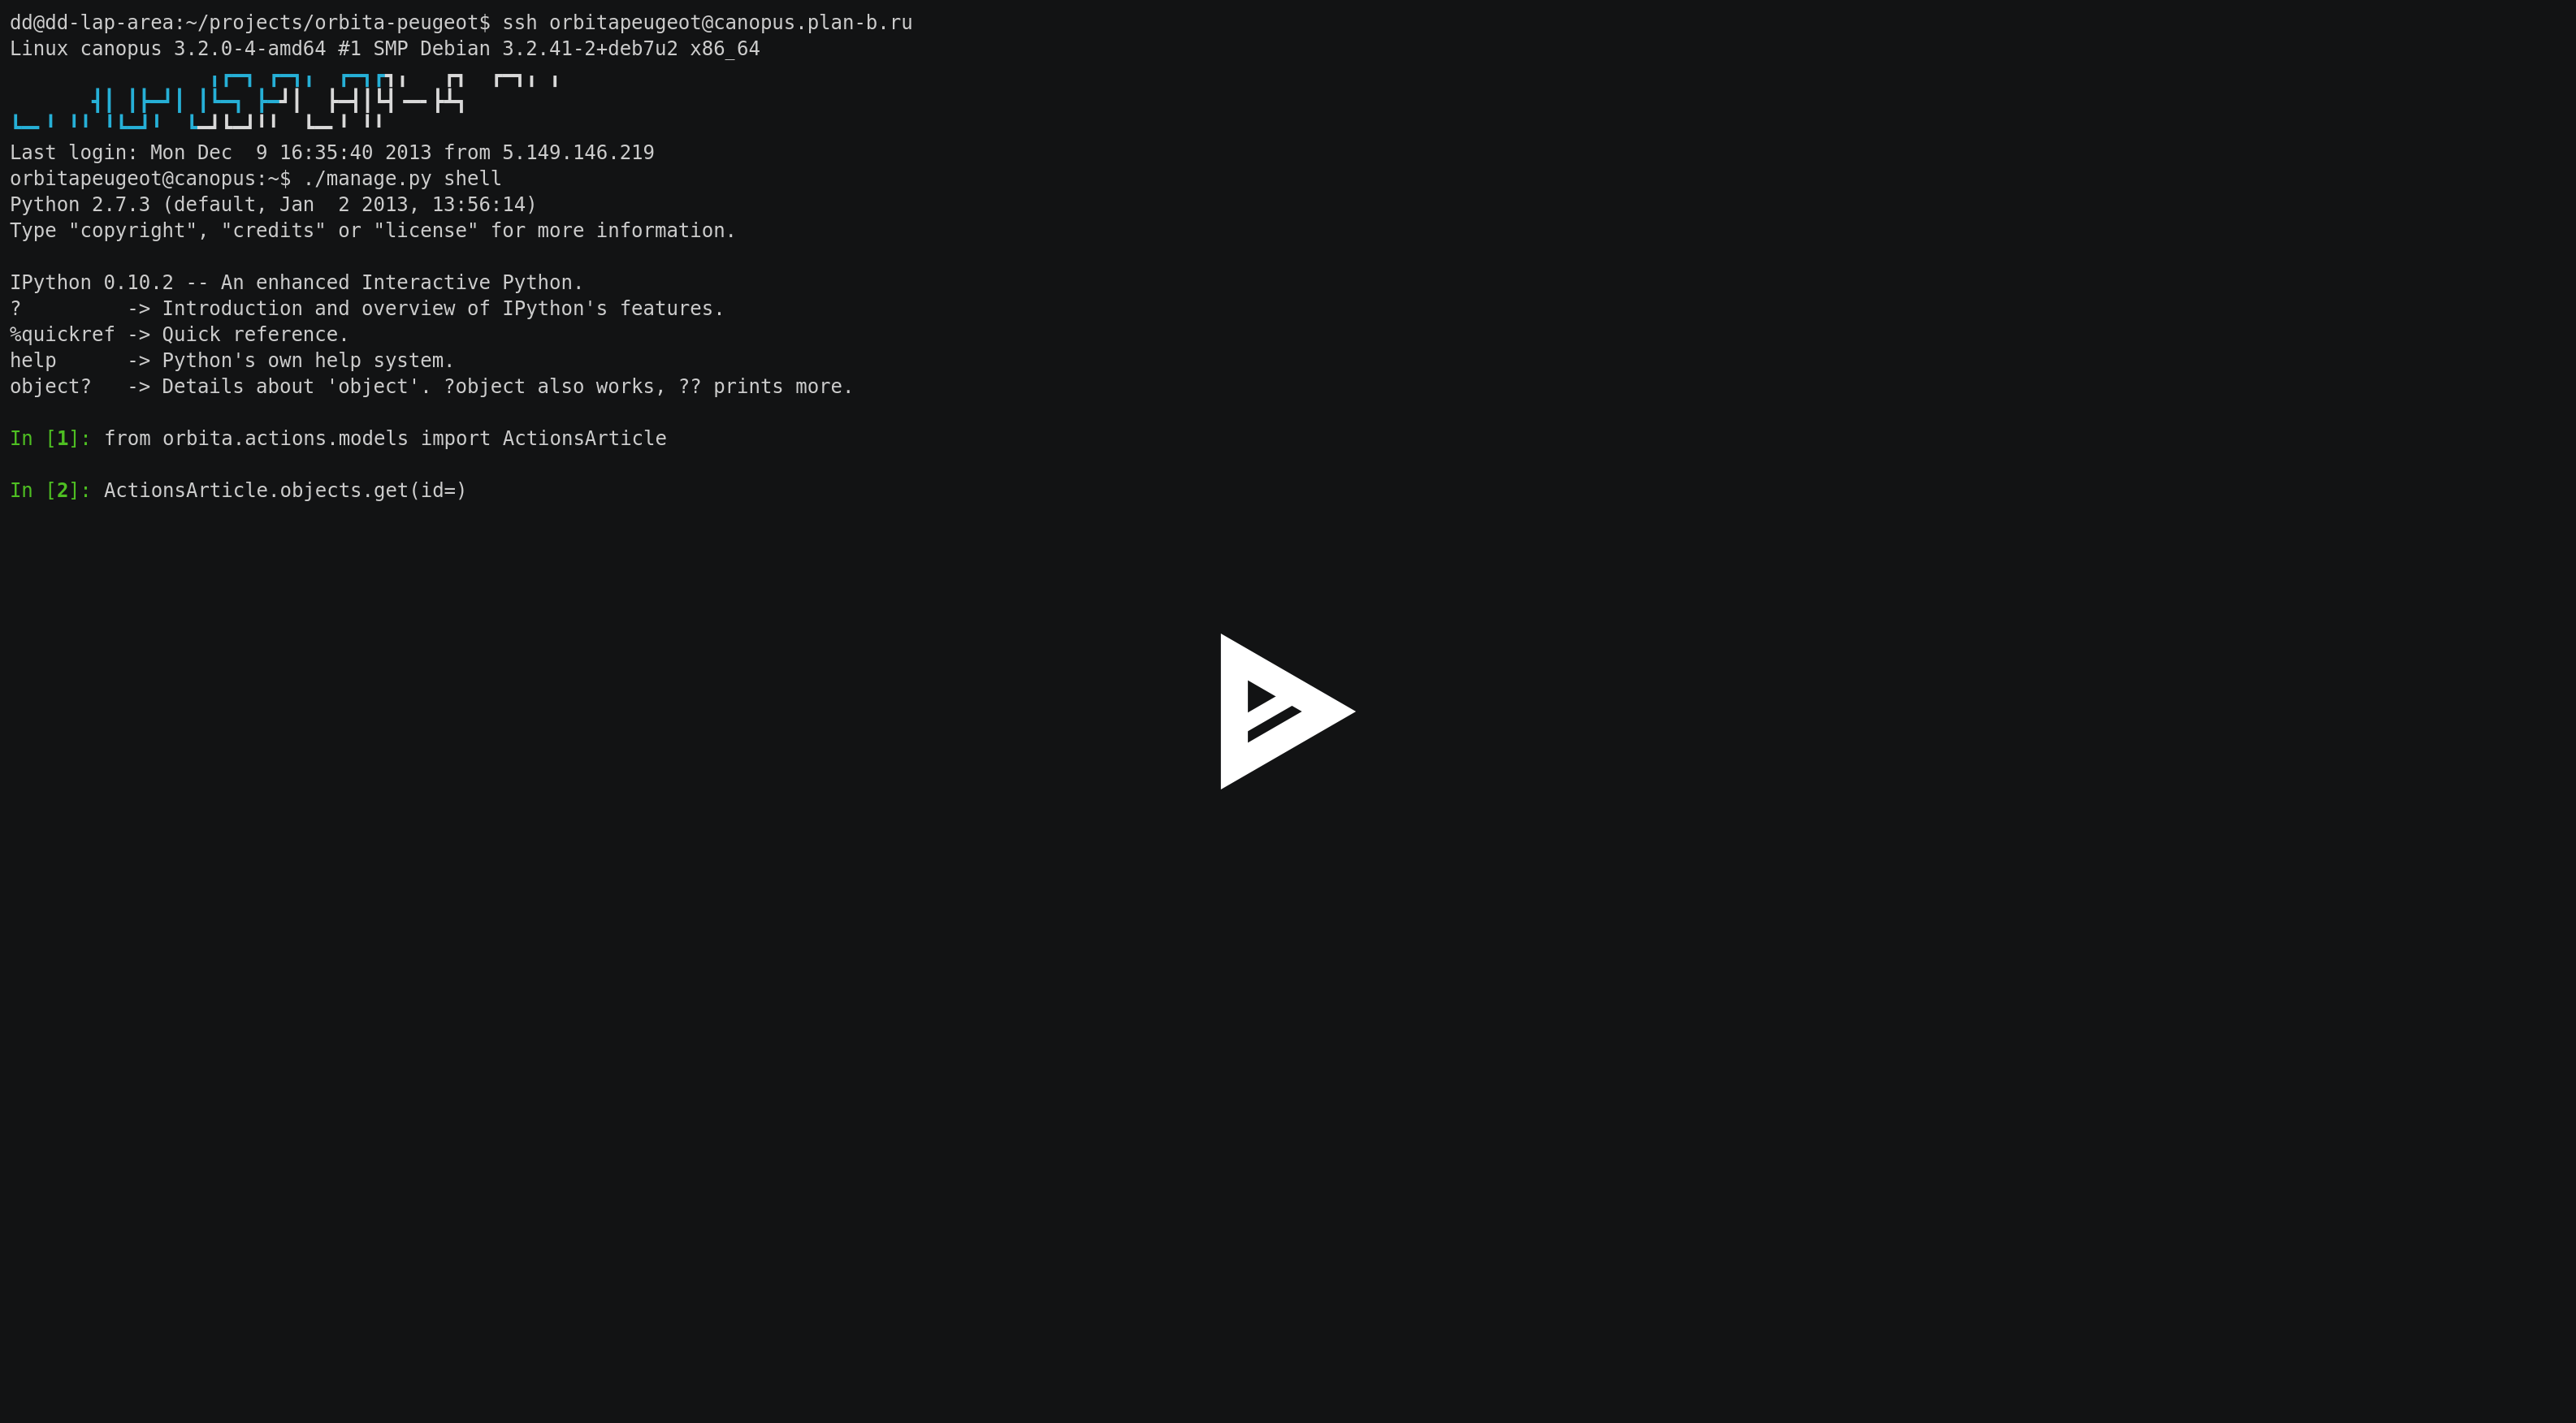 dd@dd-lap-area:~/projects/orbita-peugeot$ ssh orbitapeugeot@canopus.plan-b.ru
Linux canopus 3.2.0-4-amd64 #1 SMP Debian 3.2.41-2+deb7u2 x86_64
Last login: Mon Dec  9 16:35:40 2013 from 5.149.146.219
orbitapeugeot@canopus:~$ ./manage.py shell
Python 2.7.3 (default, Jan  2 2013, 13:56:14)
Type "copyright", "credits" or "license" for more information.
IPython 0.10.2 -- An enhanced Interactive Python.
?         -> Introduction and overview of IPython's features.
%quickref -> Quick reference.
help      -> Python's own help system.
object?   -> Details about 'object'. ?object also works, ?? prints more.
In [1]: from orbita.actions.models import ActionsArticle
In [2]: ActionsArticle.objects.get(id=)